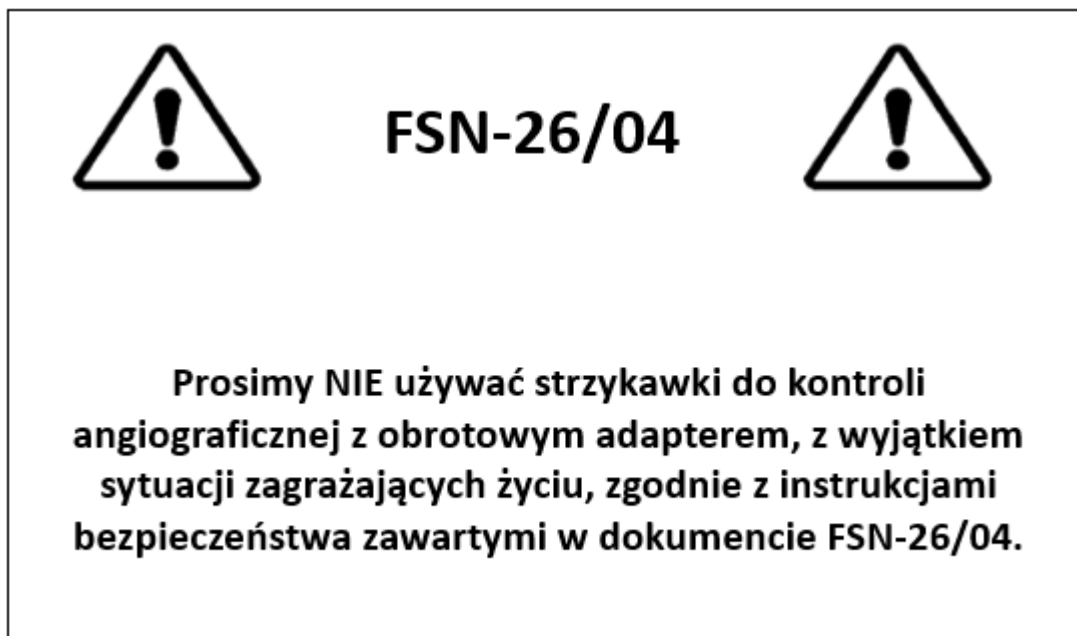 FSN-26/04
Prosimy NIE używać strzykawki do kontroli
angiograficznej z obrotowym adapterem, z wyjątkiem
sytuacji zagrażających życiu, zgodnie z instrukcjami
bezpieczeństwa zawartymi w dokumencie FSN-26/04.